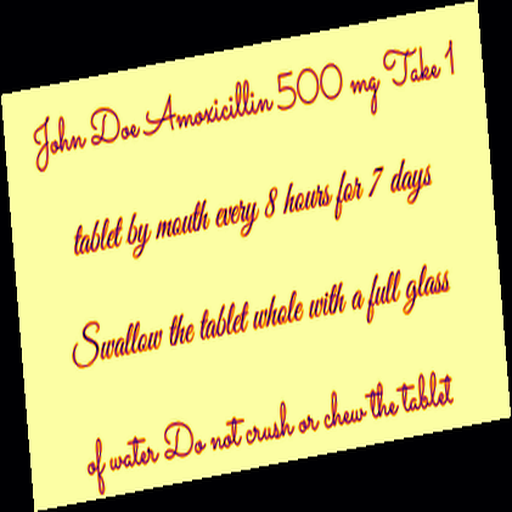 John Doe Amoxicillin 500 mg Take 1
tablet by mouth every 8 hours for 7 days
Swallow the tablet whole with a full glass
of water Do not crush or chew the tablet